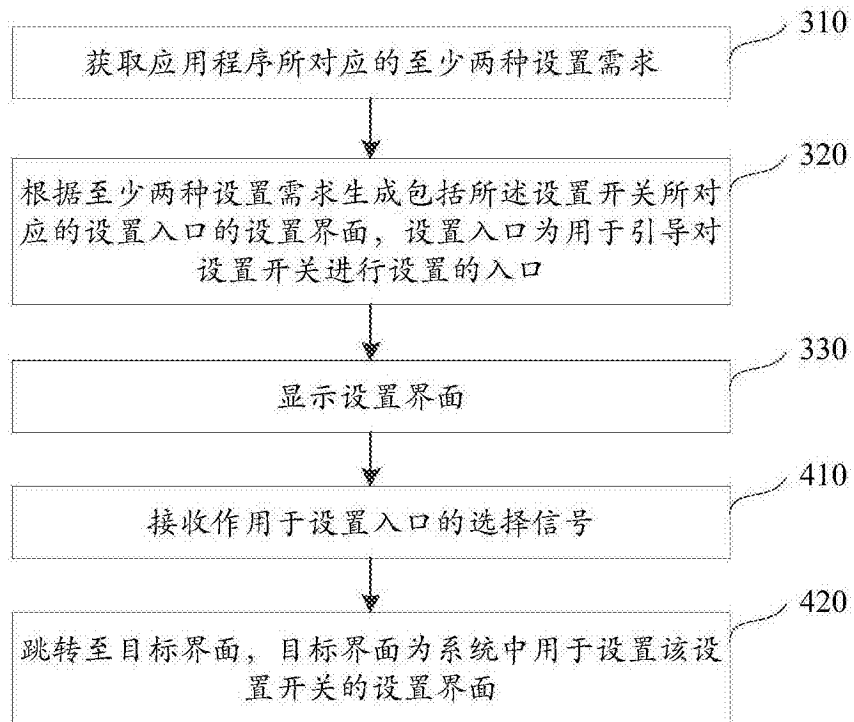 310
获取应用程序所对应的至少两种设置需求
320
根据至少两种设置需求生成包括所述设置开关所对
应的设置入口的设置界面，设置入口为用于引导对
设置开关进行设置的入口
330
显示设置界面
410
接收作用于设置入口的选择信号
420
跳转至目标界面，目标界面为系统中用于设置该设
置开关的设置界面